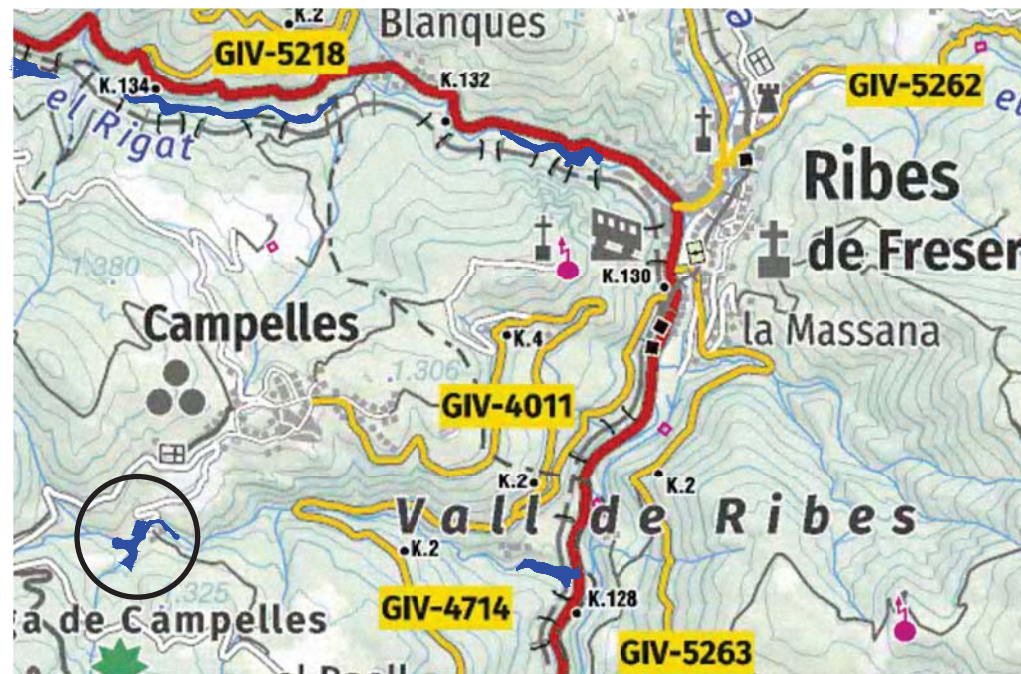 K.2
Blanques
GIV-5218
K.134
K.132
GIV-5262
el Rigat
Ribes
de Freser
1.380
K.130
Campelles
K.4
la Massana
1.306
GIV-4011
K.2
K.2
Vall de Ribes
K.2
1.325
K.128
GIV-4714
a de Campelles
GIV-5263